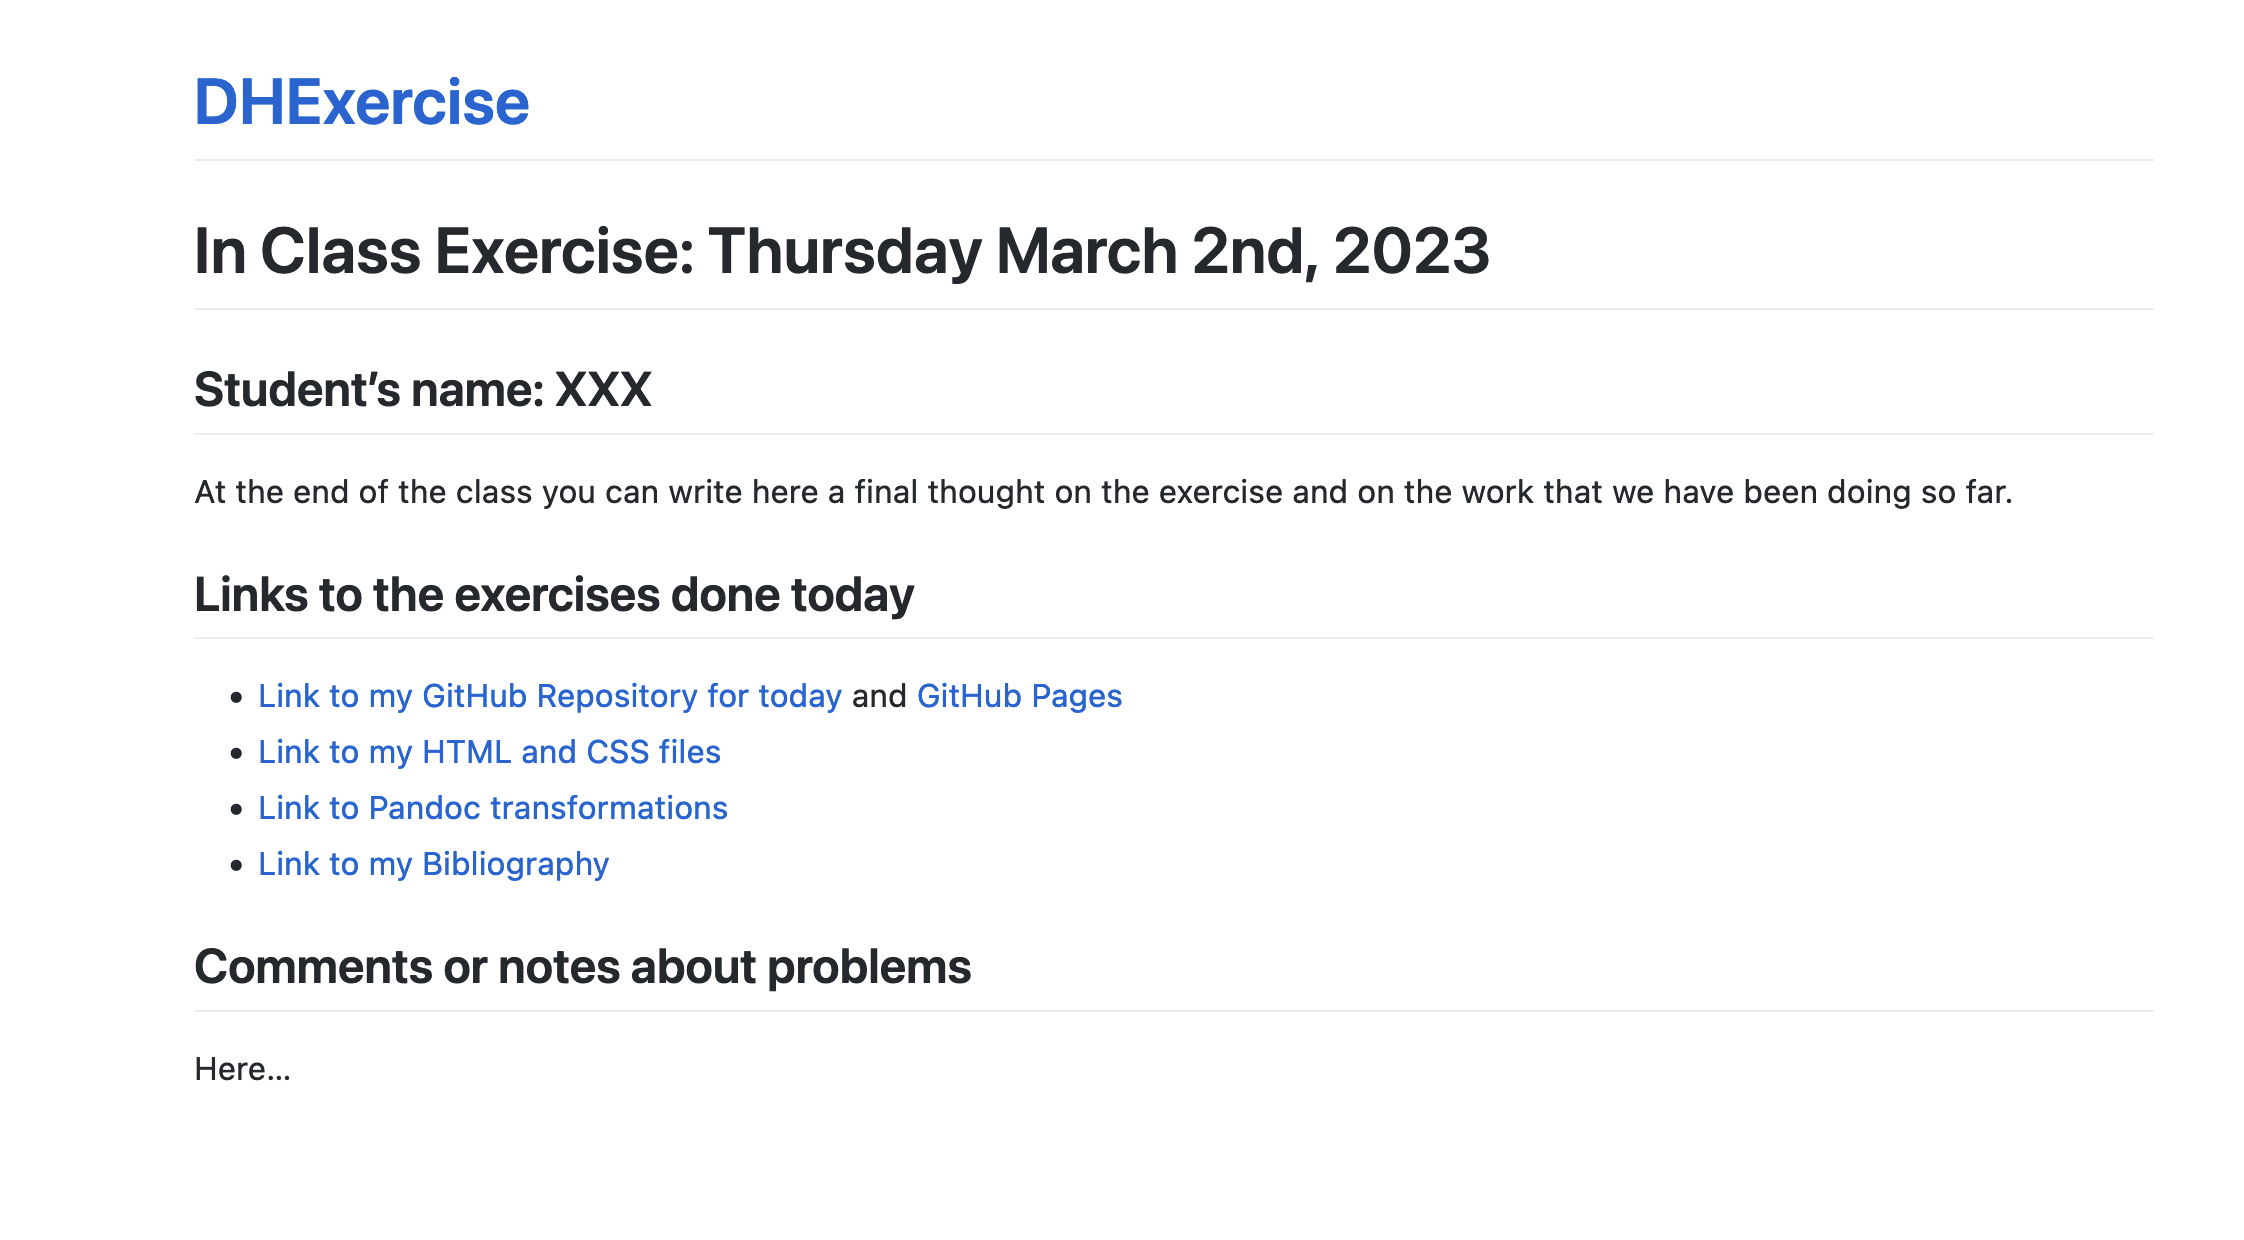 DHExercise
In Class Exercise: Thursday March 2nd, 2023
Student’s name: XXX
At the end of the class you can write here a final thought on the exercise and on the work that we have been doing so far.
Links to the exercises done today
• Link to my GitHub Repository for today and GitHub Pages
• Link to my HTML and CSS files
• Link to Pandoc transformations
• Link to my Bibliography
Comments or notes about problems
Here…